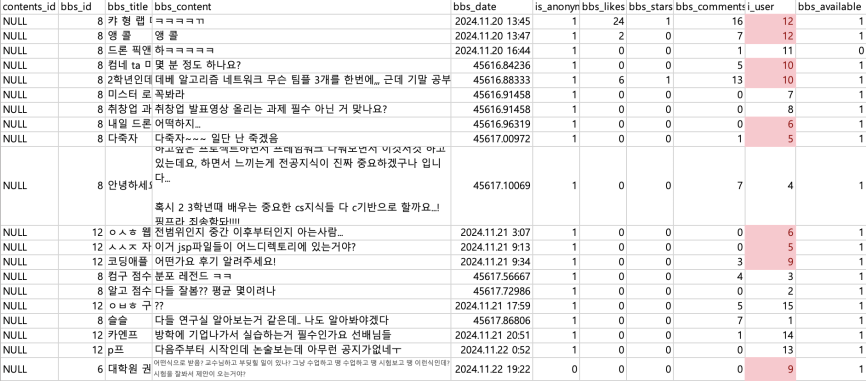 contents_id bbs_id bbs_title bbs_content bbs_date is_anonyn bbs_likes bbs_stars bbs_comments i_user bbs_available
NULL 8 캬 형 랩 ㅋㅋㅋㅋㄲ 2024.11.20 13:45 1 24 1 16 12 1
NULL 8 앵 콜 앵 콜 2024.11.20 13:47 1 2 0 7 12 1
NULL 8 드론 픽앤 하ㅋㅋㅋㅋㅋ 2024.11.20 16:44 1 0 0 1 11 0
NULL 8 컴네 ta 몇 분 정도 하나요? 45616.84236 1 0 0 5 10 1
NULL 8 2학년인데 데베 알고리즘 네트워크 무슨 팀플 3개를 한번에,,, 근데 기말 공부 45616.88333 1 6 1 13 10 1
NULL 8 미스터 로 꼭봐라 45616.91458 1 0 0 0 7 1
NULL 8 취창업 과 취창업 발표영상 올리는 과제 필수 아닌 거 맞나요? 45616.91458 1 0 0 0 8 1
NULL 8 내일 드론 어떡하지... 45616.96319 1 0 0 0 6 1
NULL 8 다죽자 다죽자~~~ 일단 난 죽겠음 45617.00972 1 0 0 1 5 1
하고싶은 프로젝트하면서 프레임워크 다뤄보면서 이것저것 하고
있는데요, 하면서 느끼는게 전공지식이 진짜 중요하겠구나 입니
다...
NULL 8 안녕하세요 45617.10069 1 0 0 7 4 1
혹시 2 3학년때 배우는 중요한 cs지식들 다 c기반으로 할까요...!
핑프라 죄송합돠!!!!
NULL 12 ㅇㅅㅎ 웹 전범위인지 중간 이후부터인지 아는사람... 2024.11.21 3:07 1 0 0 0 6 1
NULL 12 ㅅㅅㅈ 자 이거 jsp파일들이 어느디렉토리에 있는거야? 2024.11.21 9:13 1 0 0 0 5 1
NULL 12 코딩애플 어떤가요 후기 알려주세요! 2024.11.21 9:34 1 0 0 3 9 1
NULL 8 컴구 점수 분포 레전드 ㅋㅋ 45617.56667 1 0 0 4 3 1
NULL 8 알고 점수 다들 잘봄?? 평균 몇이려나 45617.72986 1 0 0 0 2 1
NULL 12 ㅇㅂㅎ 구 ?? 2024.11.21 17:59 1 0 0 5 15 1
NULL 8 슬슬 다들 연구실 알아보는거 같은데.. 나도 알아봐야겠다 45617.86806 1 0 0 7 1 1
NULL 12 카엔프 방학에 기업나가서 실습하는거 필수인가요 선배님들 2024.11.21 20:51 1 0 0 1 14 1
NULL 12 p프 다음주부터 시작인데 논술보는데 아무런 공지가없네ㅜ 2024.11.22 0:52 1 0 0 0 13 1
NULL 6 대학원 권 어떤식으로 받음? 교수님하고 부딪힐 일이 있나? 그냥 수업하고 땡 수업하고 땡 시험보고 땡 이런식인데? 2024.11.22 19:22 0 0 0 0 9 1
시험을 잘봐서 제안이 오는거야?